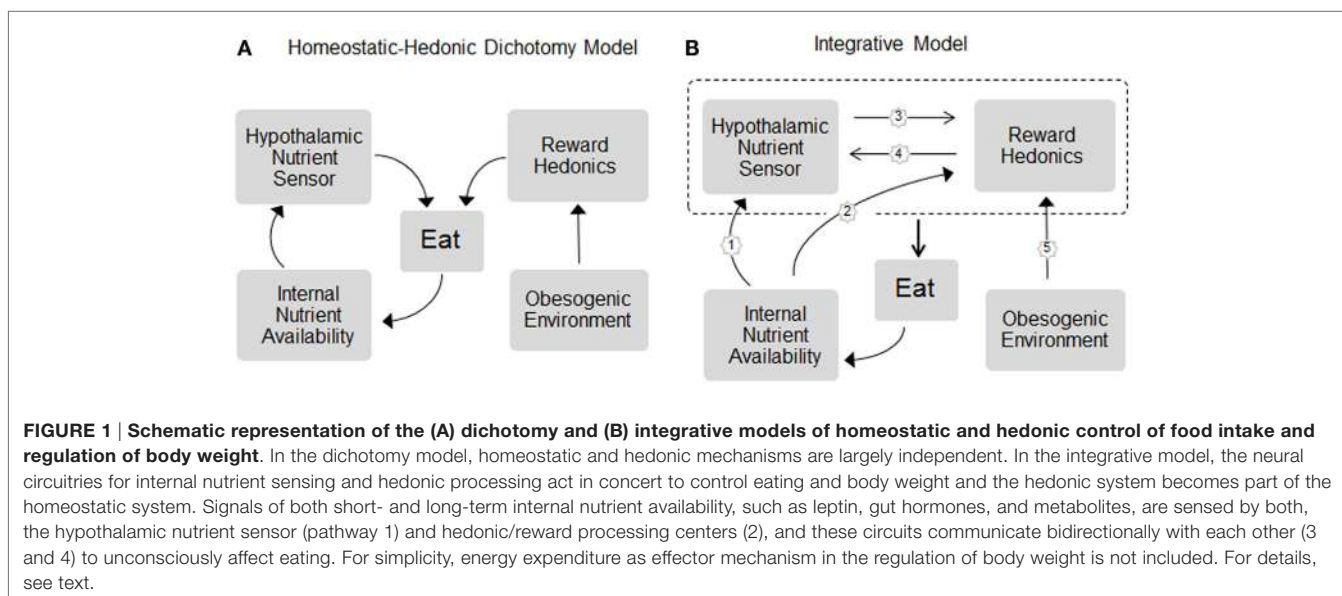 A Homeostatic-Hedonic Dichotomy Model
Hypothalamic
Nutrient
Sensor
Reward
Hedonics
Eat
Internal
Nutrient
Availability
Obesogenic
Environment
B Integrative Model
Hypothalamic
Nutrient
Sensor
3
4
Reward
Hedonics
1
2
5
Eat
Internal
Nutrient
Availability
Obesogenic
Environment
FIGURE 1 | Schematic representation of the (A) dichotomy and (B) integrative models of homeostatic and hedonic control of food intake and
regulation of body weight. In the dichotomy model, homeostatic and hedonic mechanisms are largely independent. In the integrative model, the neural
circuitries for internal nutrient sensing and hedonic processing act in concert to control eating and body weight and the hedonic system becomes part of the
homeostatic system. Signals of both short- and long-term internal nutrient availability, such as leptin, gut hormones, and metabolites, are sensed by both,
the hypothalamic nutrient sensor (pathway 1) and hedonic/reward processing centers (2), and these circuits communicate bidirectionally with each other (3
and 4) to unconsciously affect eating. For simplicity, energy expenditure as effector mechanism in the regulation of body weight is not included. For details,
see text.